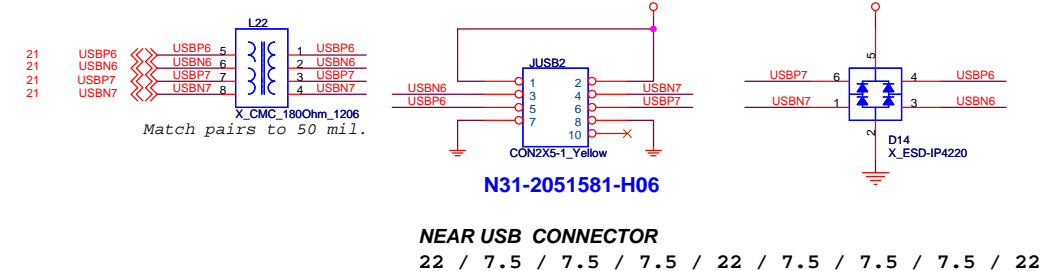 L22
21 USBP6 USBP6 5 1 USBP6
21 USBN6 USBN6 6 2 USBN6
21 USBP7 USBP7 7 3 USBP7
21 USBN7 USBN7 8 4 USBN7
X_CMC_180Ohm_1206
Match pairs to 50 mil.
JUSB2
1 2
USBN6 3 4 USBN7
USBP6 5 6 USBP7
7 8
10
CON2X5-1_Yellow
N31-2051581-H06
5
USBP7 6 4 USBP6
USBN7 1 3 USBN6
2
D14
X_ESD-IP4220
NEAR USB CONNECTOR
22 / 7.5 / 7.5 / 7.5 / 22 / 7.5 / 7.5 / 7.5 / 22